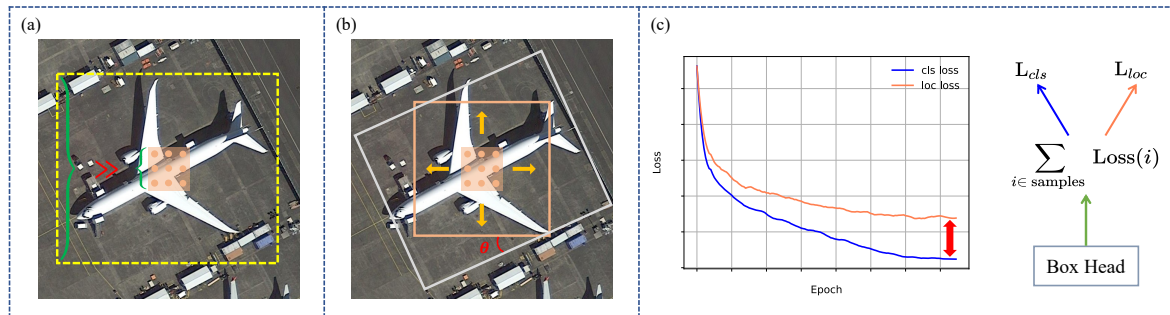 (a)
(b)
θ
(c)
cls loss
loc loss
Loss
Epoch
L_cls
L_loc
∑ Loss(i)
i∈ samples
Box Head